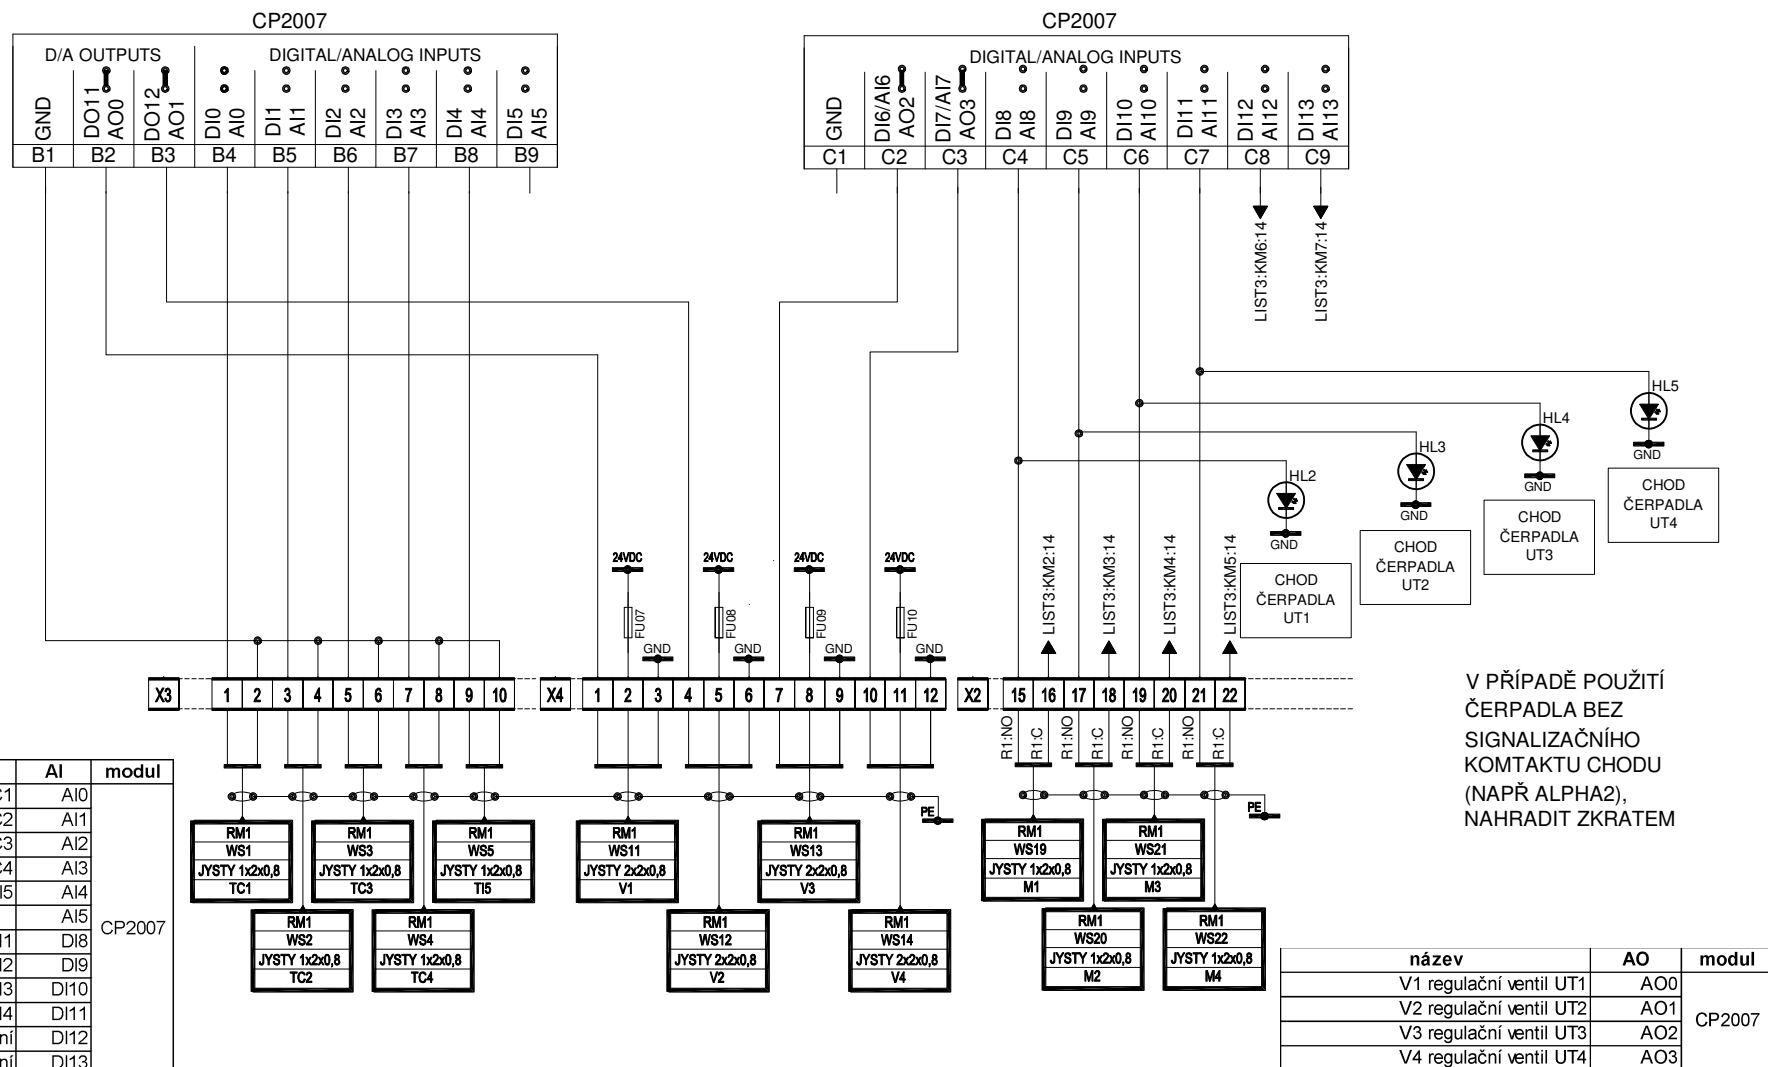 CP2007
D/A OUTPUTS
DIGITAL/ANALOG INPUTS
GND
DO11
AO0
DO12
AO1
DI0
AI0
DI1
AI1
DI2
AI2
DI3
AI3
DI4
AI4
DI5
AI5
B1 B2 B3 B4 B5 B6 B7 B8 B9
CP2007
DIGITAL/ANALOG INPUTS
GND
DI6/AI6
AO2
DI7/AI7
AO3
DI8
AI8
DI9
AI9
DI10
AI10
DI11
AI11
DI12
AI12
DI13
AI13
C1 C2 C3 C4 C5 C6 C7 C8 C9
LIST3:KM6:14
LIST3:KM7:14
HL5
GND
HL4
GND
HL3
GND
HL2
GND
CHOD
ČERPADLA
UT4
CHOD
ČERPADLA
UT3
CHOD
ČERPADLA
UT2
CHOD
ČERPADLA
UT1
24VDC
FU07
GND
24VDC
FU08
GND
24VDC
FU09
GND
24VDC
FU10
GND
LIST3:KM2:14
LIST3:KM3:14
LIST3:KM4:14
LIST3:KM5:14
X3 1 2 3 4 5 6 7 8 9 10
X4 1 2 3 4 5 6 7 8 9 10 11 12
X2 15 16 17 18 19 20 21 22
R1:NO
R1:C
R1:NO
R1:C
R1:NO
R1:C
R1:NO
R1:C
PE
PE
RM1
WS1
JYSTY 1x2x0,8
TC1
RM1
WS3
JYSTY 1x2x0,8
TC3
RM1
WS5
JYSTY 1x2x0,8
TI5
RM1
WS2
JYSTY 1x2x0,8
TC2
RM1
WS4
JYSTY 1x2x0,8
TC4
RM1
WS11
JYSTY 2x2x0,8
V1
RM1
WS13
JYSTY 2x2x0,8
V3
RM1
WS12
JYSTY 2x2x0,8
V2
RM1
WS14
JYSTY 2x2x0,8
V4
RM1
WS19
JYSTY 1x2x0,8
M1
RM1
WS21
JYSTY 1x2x0,8
M3
RM1
WS20
JYSTY 1x2x0,8
M2
RM1
WS22
JYSTY 1x2x0,8
M4
V PŘÍPADĚ POUŽITÍ
ČERPADLA BEZ
SIGNALIZAČNÍHO
KOMTAKTU CHODU
(NAPŘ ALPHA2),
NAHRADIT ZKRATEM
AI modul
C1 AI0
C2 AI1
C3 AI2
C4 AI3
I5 AI4
AI5
CP2007
1 DI8
2 DI9
3 DI10
4 DI11
ní DI12
ní DI13
název AO modul
V1 regulační ventil UT1 AO0
V2 regulační ventil UT2 AO1
CP2007
V3 regulační ventil UT3 AO2
V4 regulační ventil UT4 AO3